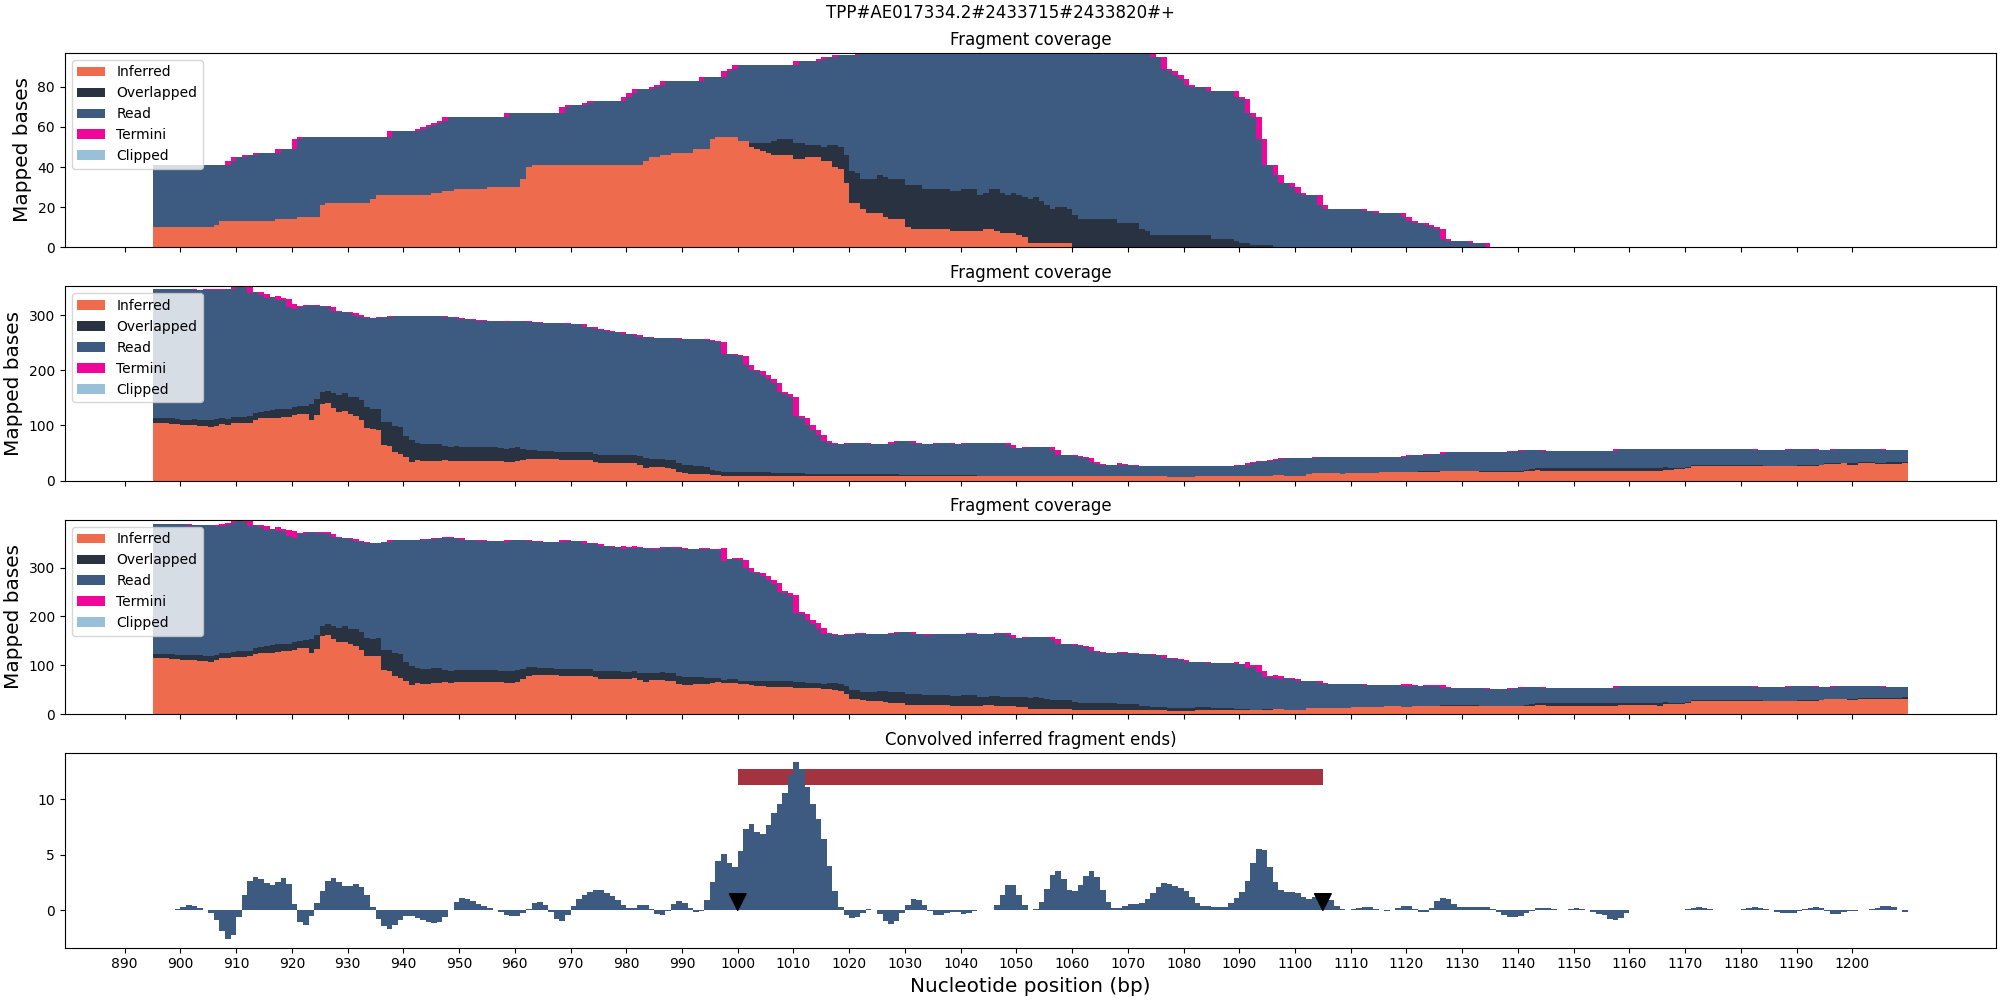 TPP#AE017334.2#2433715#2433820#+
Fragment coverage
Mapped bases
80
60
40
20
0
Inferred
Overlapped
Read
Termini
Clipped
Fragment coverage
Mapped bases
300
200
100
0
Inferred
Overlapped
Read
Termini
Clipped
Fragment coverage
Mapped bases
300
200
100
0
Inferred
Overlapped
Read
Termini
Clipped
Convolved inferred fragment ends)
10
5
0
890 900 910 920 930 940 950 960 970 980 990 1000 1010 1020 1030 1040 1050 1060 1070 1080 1090 1100 1110 1120 1130 1140 1150 1160 1170 1180 1190 1200
Nucleotide position (bp)